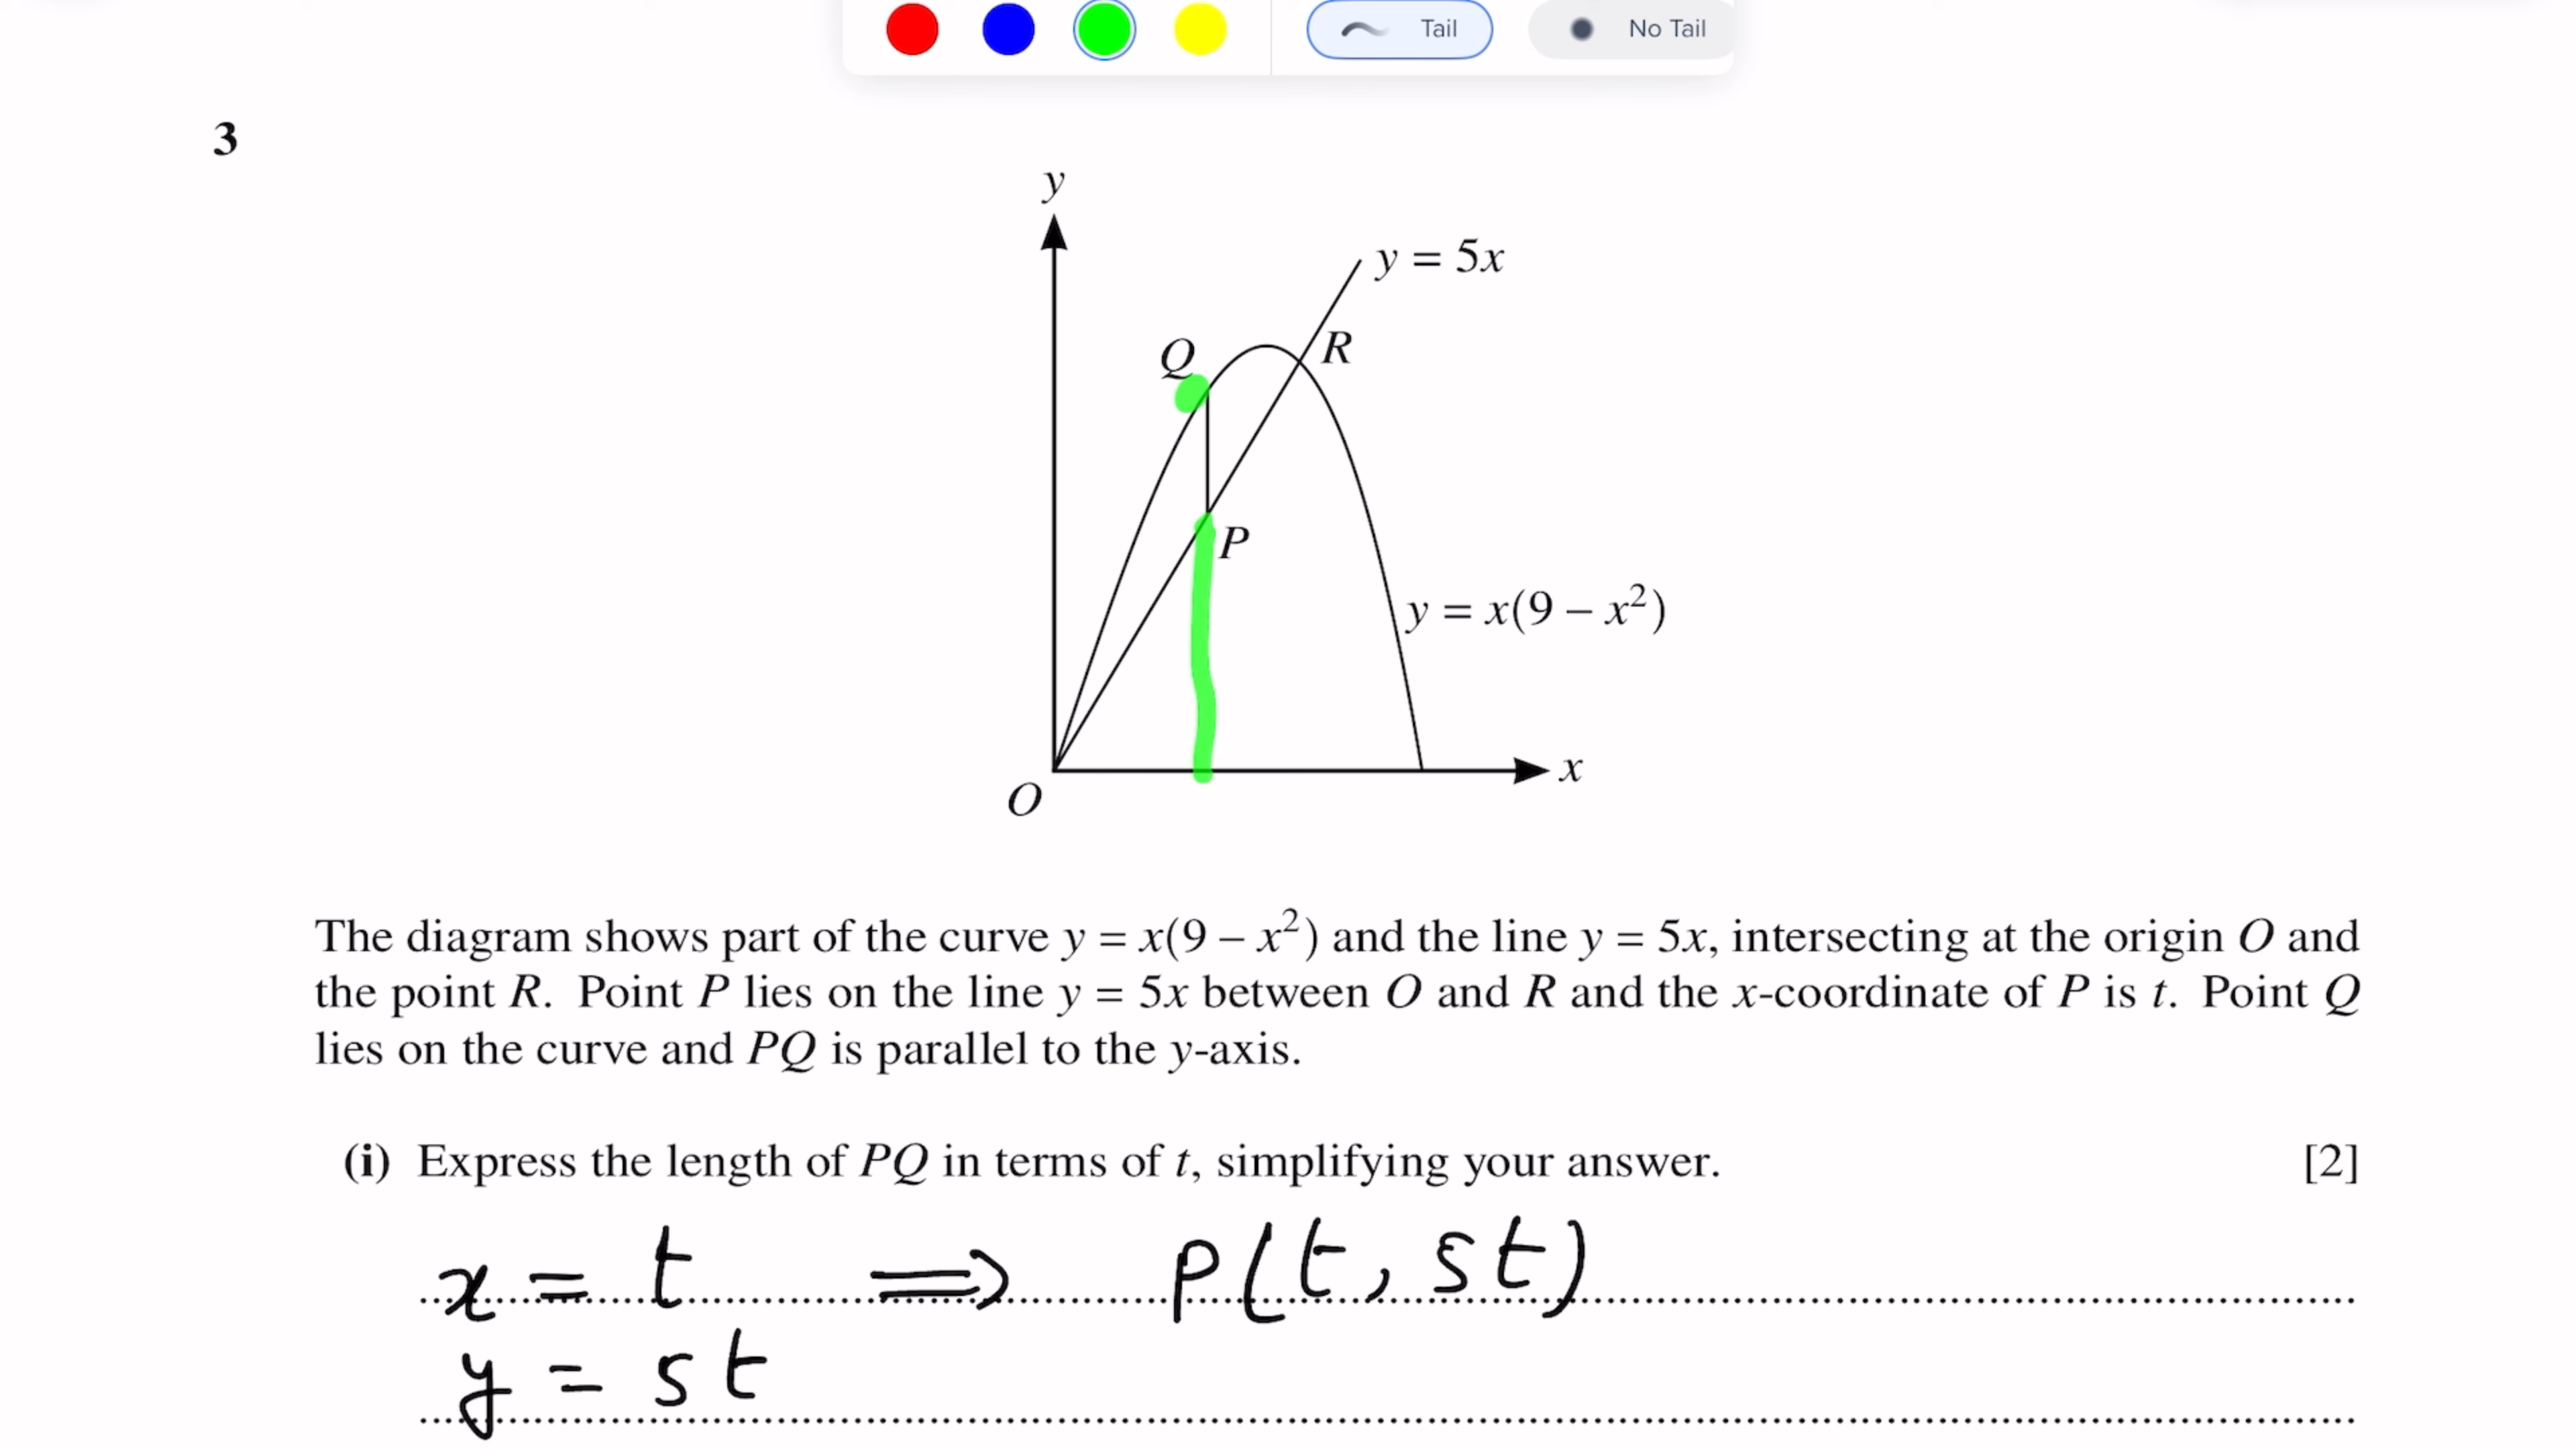 Tail No Tail
3
y
y = 5x
Q
R
P
y = x(9 – x²)
x
O
The diagram shows part of the curve y = x(9 – x²) and the line y = 5x, intersecting at the origin O and
the point R. Point P lies on the line y = 5x between O and R and the x-coordinate of P is t. Point Q
lies on the curve and PQ is parallel to the y-axis.
(i) Express the length of PQ in terms of t, simplifying your answer. [2]
x = t ⟹ P(t, 5t)
y = 5t